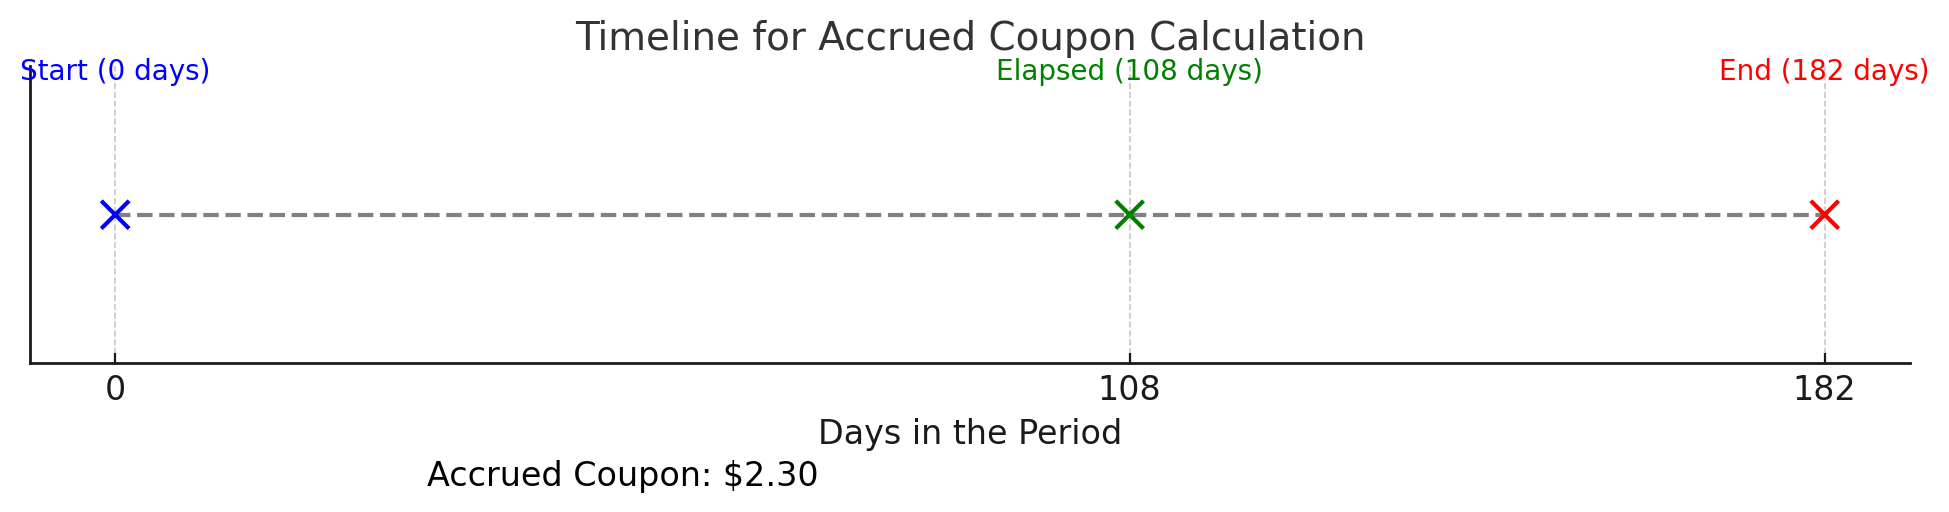 Timeline for Accrued Coupon Calculation
Start (0 days)
Elapsed (108 days)
End (182 days)
0
108
182
Days in the Period
Accrued Coupon: $2.30